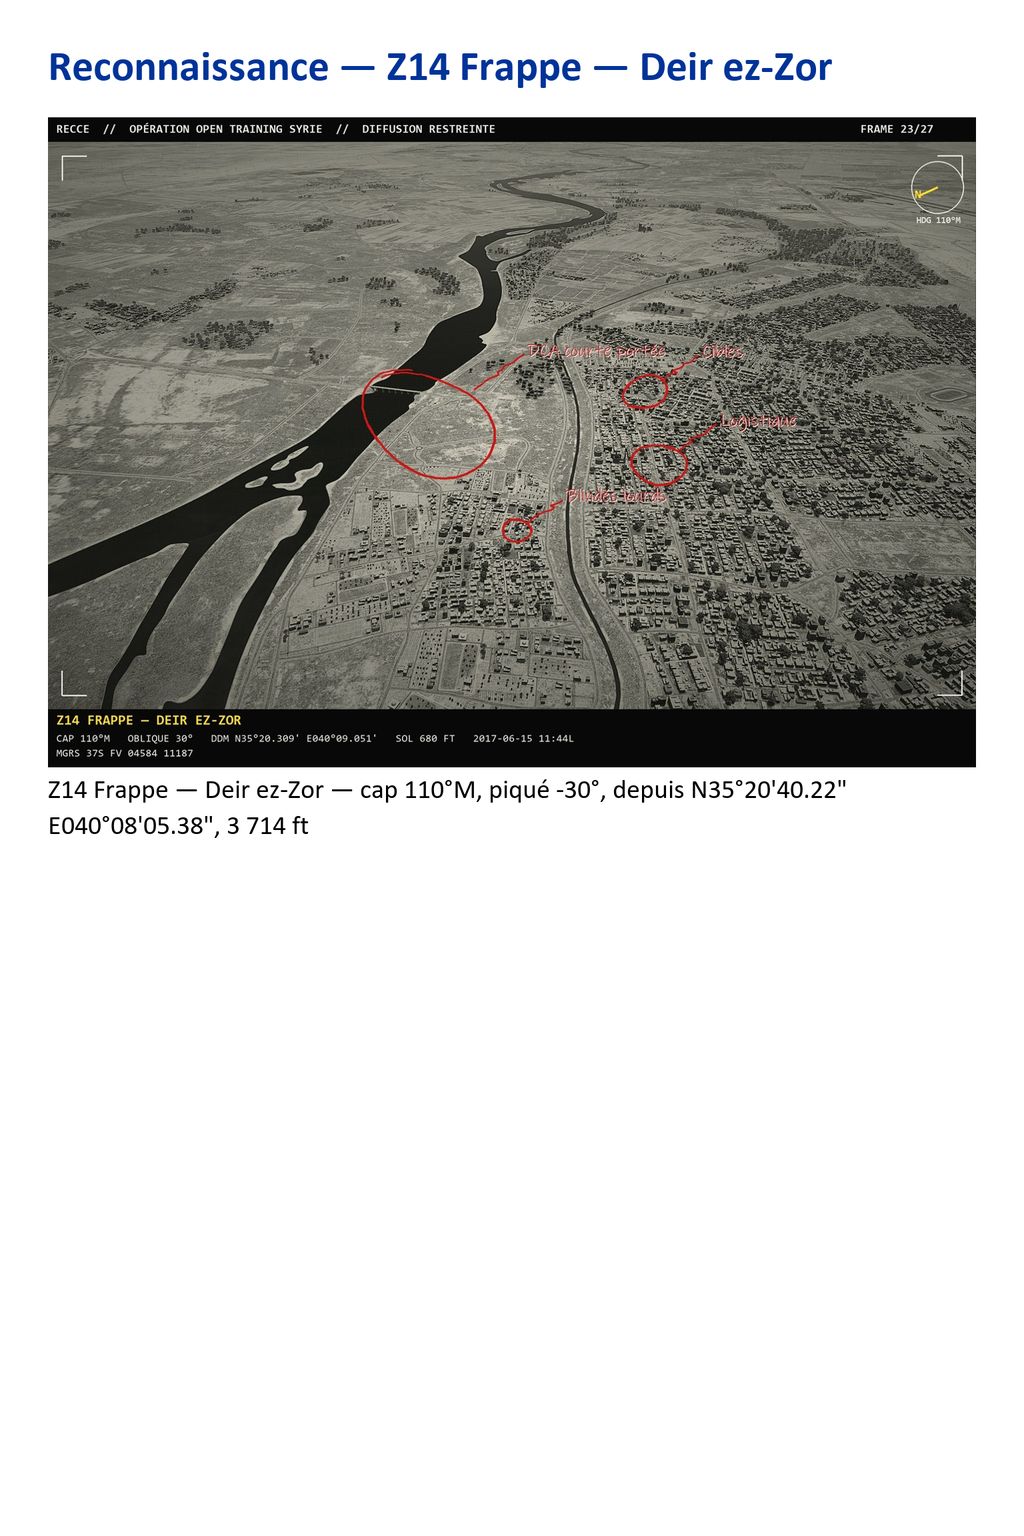 Reconnaissance — Z14 Frappe — Deir ez-Zor
RECCE // OPÉRATION OPEN TRAINING SYRIE // DIFFUSION RESTREINTE FRAME 23/27
N
HDG 110°M
DCA courte portée
Cibles
Logistique
Blindés lourds
Z14 FRAPPE — DEIR EZ-ZOR
CAP 110°M OBLIQUE 30° DDM N35°20.309' E040°09.051' SOL 680 FT 2017-06-15 11:44L
MGRS 37S FV 04584 11187
Z14 Frappe — Deir ez-Zor — cap 110°M, piqué -30°, depuis N35°20'40.22"
E040°08'05.38", 3 714 ft